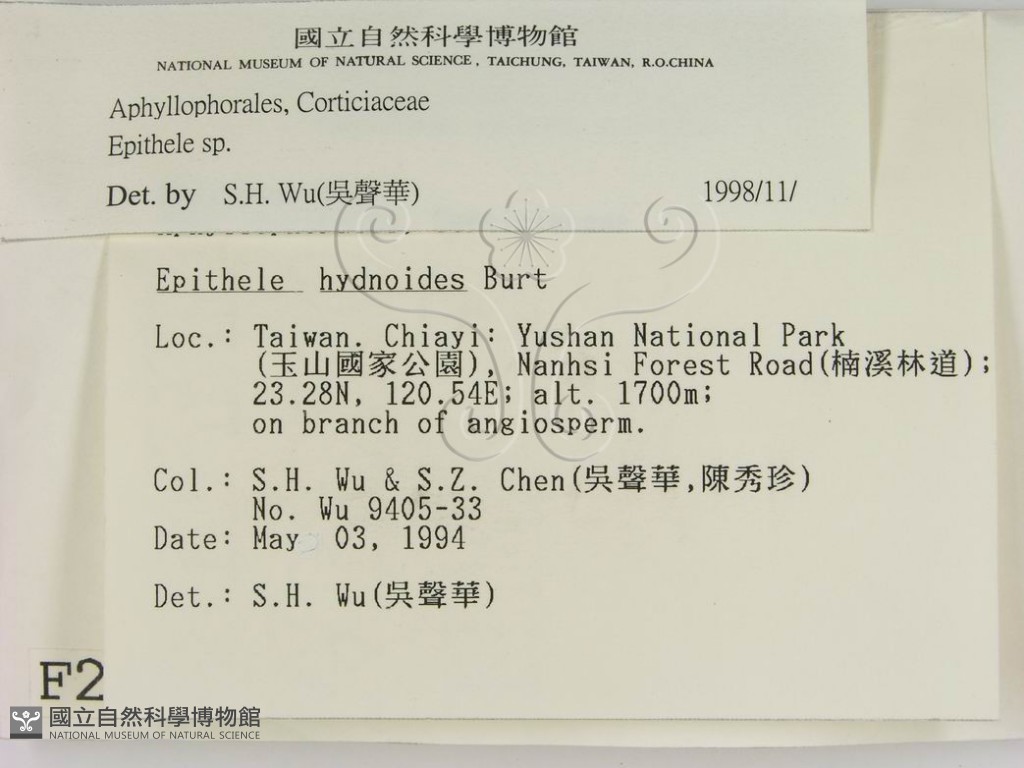 國立自然科學博物館
NATIONAL MUSEUM OF NATURAL SCIENCE, TAICHUNG, TAIWAN, R.O.CHINA
Aphyllophorales, Corticiaceae
Epithele sp.
Det. by S.H. Wu(吳聲華) 1998/11/
Epithele hydnoides Burt
Loc.: Taiwan. Chiayi: Yushan National Park
(玉山國家公園), Nanhsi Forest Road(楠溪林道);
23.28N, 120.54E; alt. 1700m;
on branch of angiosperm.
Col.: S.H. Wu & S.Z. Chen(吳聲華,陳秀珍)
No. Wu 9405-33
Date: May 03, 1994
Det.: S.H. Wu(吳聲華)
F2
國立自然科學博物館
NATIONAL MUSEUM OF NATURAL SCIENCE